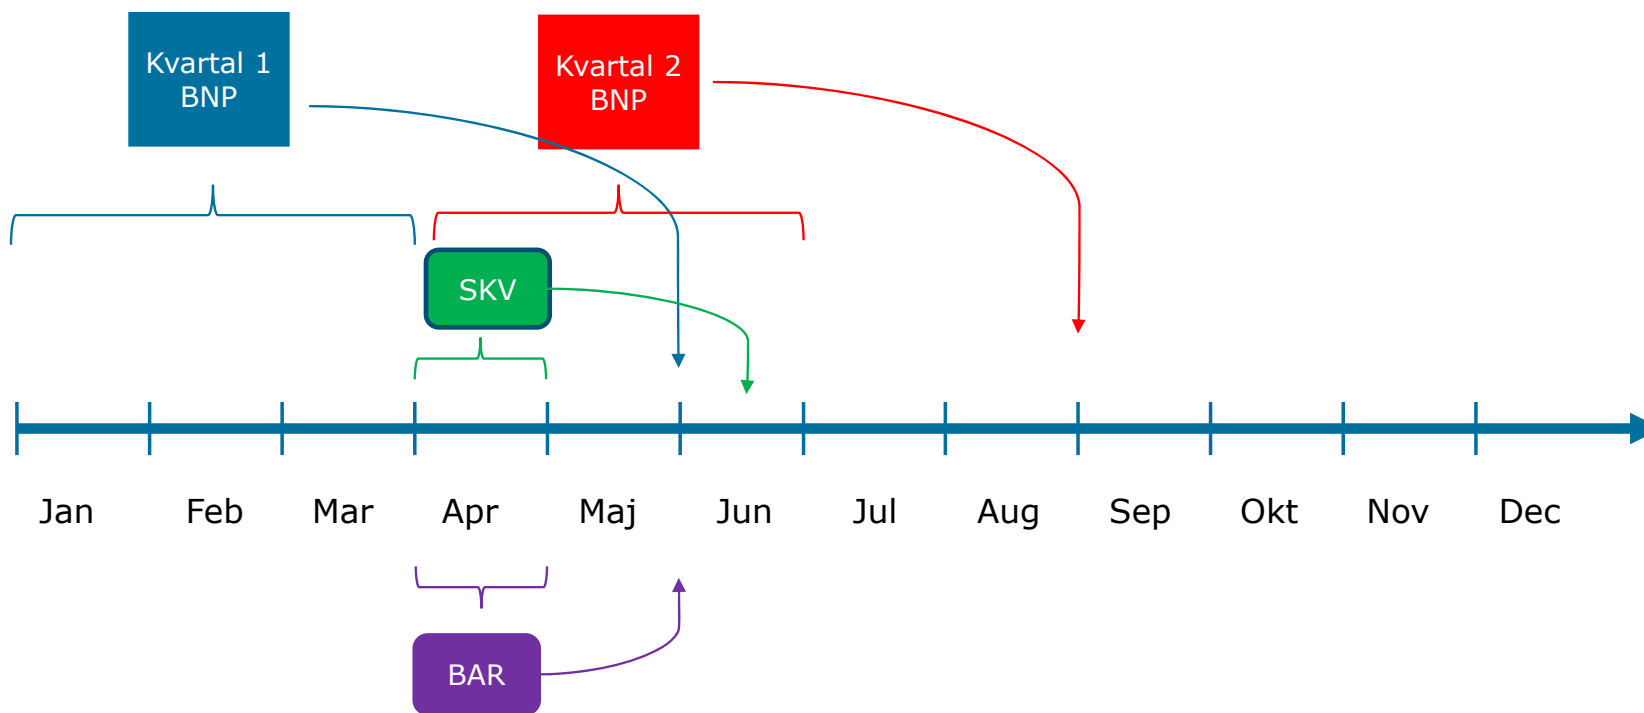 Kvartal 1
BNP
Kvartal 2
BNP
SKV
Jan
Feb
Mar
Apr
Maj
Jun
Jul
Aug
Sep
Okt
Nov
Dec
BAR